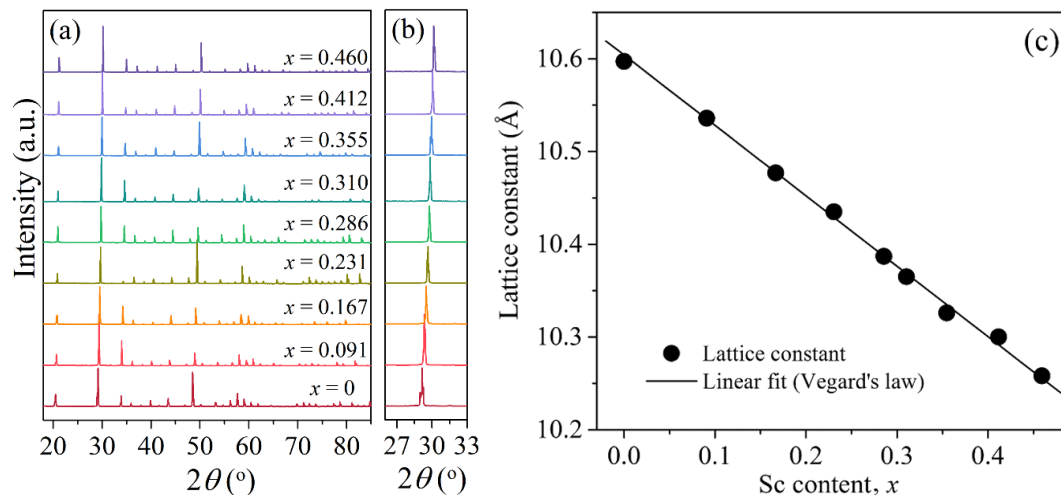 (a)
(b)
(c)
Intensity (a.u.)
x = 0.460
x = 0.412
x = 0.355
x = 0.310
x = 0.286
x = 0.231
x = 0.167
x = 0.091
x = 0
20 30 40 50 60 70 80
2θ (°)
27 30 33
2θ (°)
Lattice constant (Å)
10.6
10.5
10.4
10.3
10.2
Lattice constant
Linear fit (Vegard's law)
0.0 0.1 0.2 0.3 0.4
Sc content, x